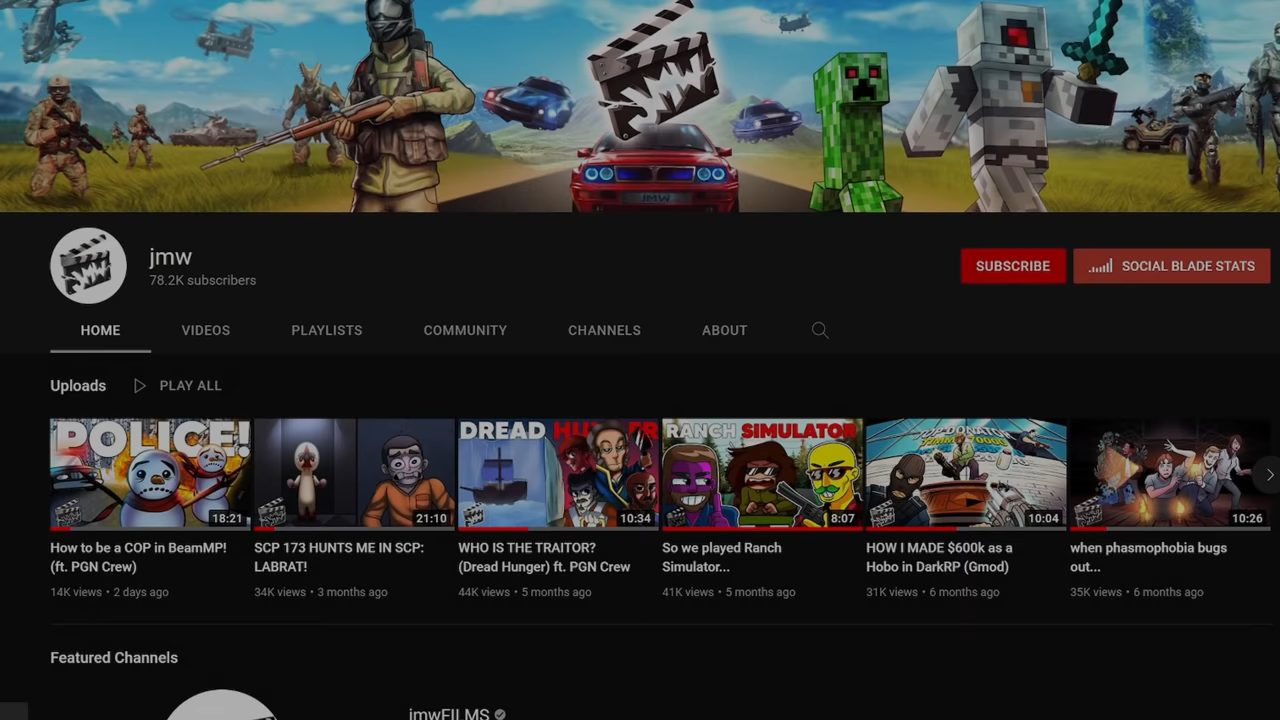 JMW
JMW
jmw
78.2K subscribers
SUBSCRIBE
SOCIAL BLADE STATS
HOME
VIDEOS
PLAYLISTS
COMMUNITY
CHANNELS
ABOUT
Uploads
PLAY ALL
POLICE!
18:21
21:10
DREAD HUNTER
10:34
RANCH SIMULATOR
8:07
10:04
10:26
How to be a COP in BeamMP!
(ft. PGN Crew)
14K views • 2 days ago
SCP 173 HUNTS ME IN SCP:
LABRAT!
34K views • 3 months ago
WHO IS THE TRAITOR?
(Dread Hunger) ft. PGN Crew
44K views • 5 months ago
So we played Ranch
Simulator...
41K views • 5 months ago
HOW I MADE $600k as a
Hobo in DarkRP (Gmod)
31K views • 6 months ago
when phasmophobia bugs
out...
35K views • 6 months ago
Featured Channels
jmwFILMS